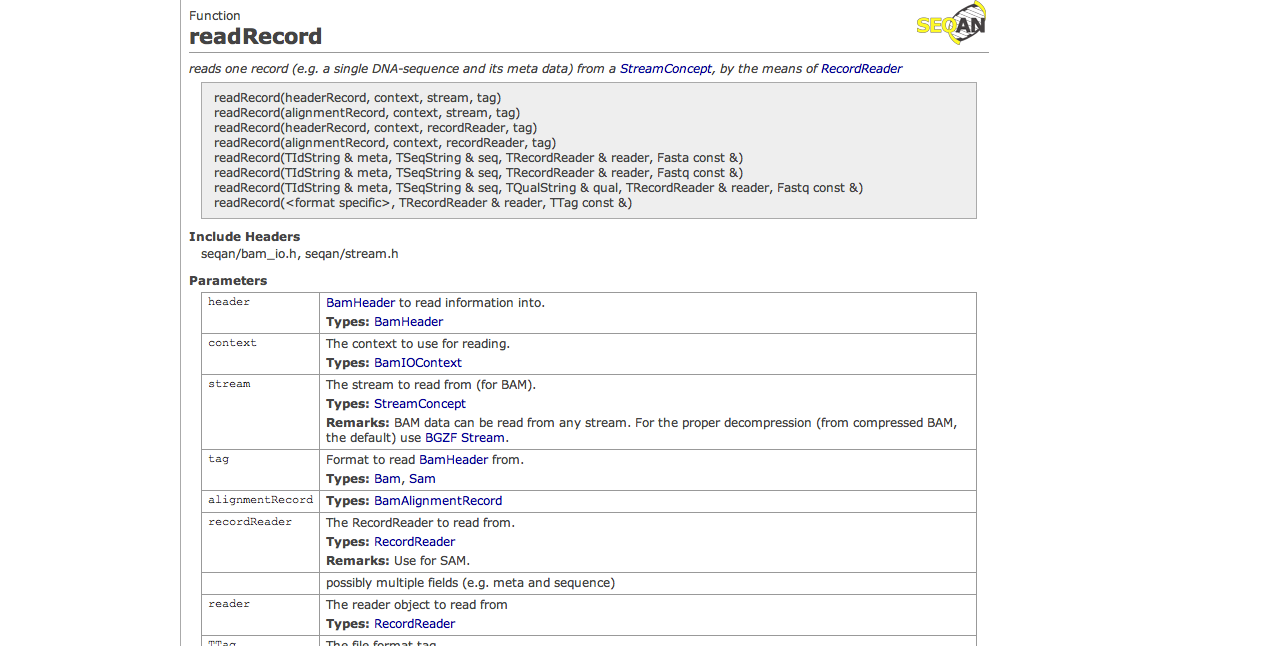 Function
readRecord
SEQAN
reads one record (e.g. a single DNA-sequence and its meta data) from a StreamConcept, by the means of RecordReader
readRecord(headerRecord, context, stream, tag)
readRecord(alignmentRecord, context, stream, tag)
readRecord(headerRecord, context, recordReader, tag)
readRecord(alignmentRecord, context, recordReader, tag)
readRecord(TIdString & meta, TSeqString & seq, TRecordReader & reader, Fasta const &)
readRecord(TIdString & meta, TSeqString & seq, TRecordReader & reader, Fastq const &)
readRecord(TIdString & meta, TSeqString & seq, TQualString & qual, TRecordReader & reader, Fastq const &)
readRecord(<format specific>, TRecordReader & reader, TTag const &)
Include Headers
seqan/bam_io.h, seqan/stream.h
Parameters
header
BamHeader to read information into.
Types: BamHeader
context
The context to use for reading.
Types: BamIOContext
stream
The stream to read from (for BAM).
Types: StreamConcept
Remarks: BAM data can be read from any stream. For the proper decompression (from compressed BAM,
the default) use BGZF Stream.
tag
Format to read BamHeader from.
Types: Bam, Sam
alignmentRecord
Types: BamAlignmentRecord
recordReader
The RecordReader to read from.
Types: RecordReader
Remarks: Use for SAM.
possibly multiple fields (e.g. meta and sequence)
reader
The reader object to read from
Types: RecordReader
TTag
The file format tag